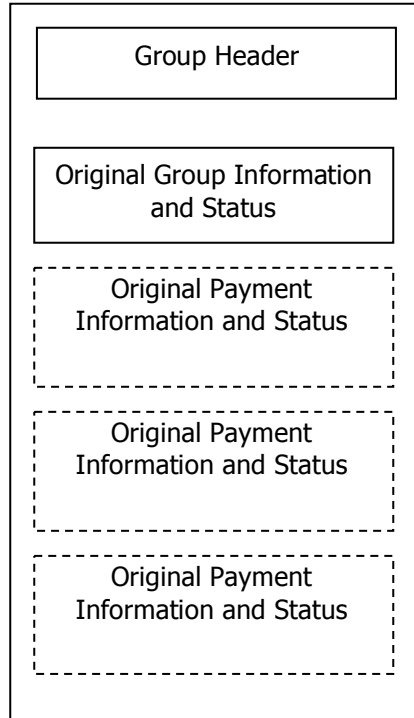 Group Header
Original Group Information
and Status
Original Payment
Information and Status
Original Payment
Information and Status
Original Payment
Information and Status